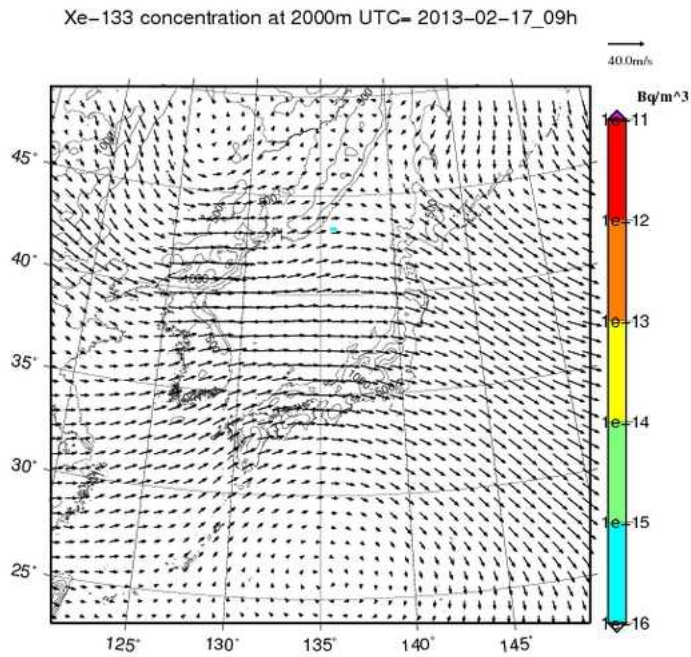 Xe-133 concentration at 2000m UTC= 2013-02-17_09h
40.0m/s
Bq/m^3
1e-11
45°
1e-12
40°
1000
1e-13
35°
1e-14
30°
1e-15
25°
1e-16
125° 130° 135° 140° 145°